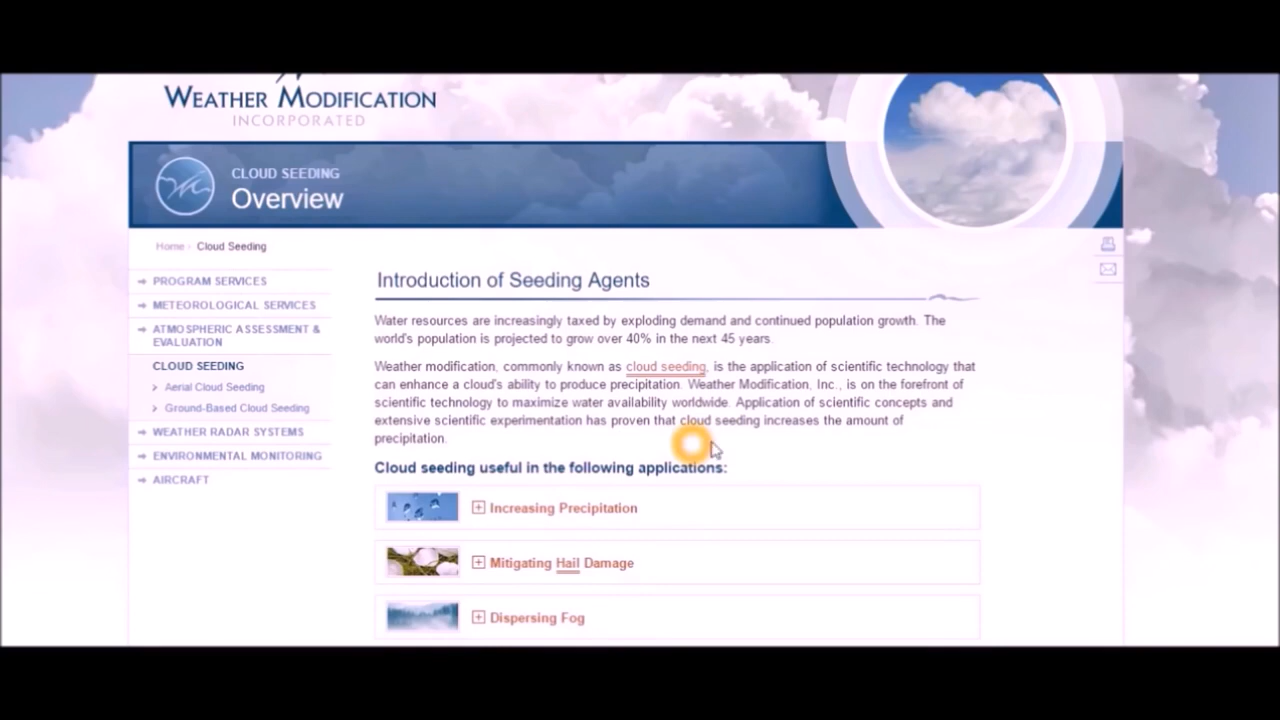 WEATHER MODIFICATION
INCORPORATED
CLOUD SEEDING
Overview
Home
Cloud Seeding
PROGRAM SERVICES
METEOROLOGICAL SERVICES
ATMOSPHERIC ASSESSMENT &
EVALUATION
CLOUD SEEDING
Aerial Cloud Seeding
Ground-Based Cloud Seeding
WEATHER RADAR SYSTEMS
ENVIRONMENTAL MONITORING
AIRCRAFT
Introduction of Seeding Agents
Water resources are increasingly taxed by exploding demand and continued population growth. The
world's population is projected to grow over 40% in the next 45 years.
Weather modification, commonly known as cloud seeding, is the application of scientific technology that
can enhance a cloud's ability to produce precipitation. Weather Modification, Inc., is on the forefront of
scientific technology to maximize water availability worldwide. Application of scientific concepts and
extensive scientific experimentation has proven that cloud seeding increases the amount of
precipitation.
Cloud seeding useful in the following applications:
Increasing Precipitation
Mitigating Hail Damage
Dispersing Fog